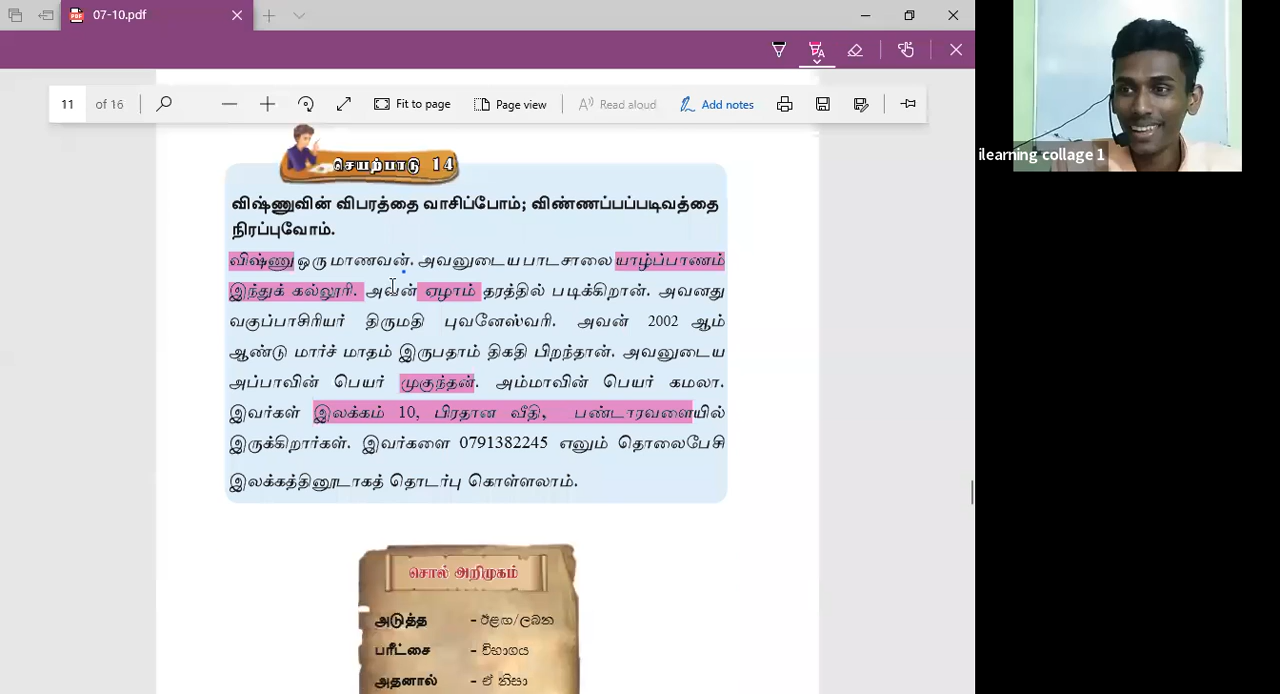 07-10.pdf
11 of 16
Fit to page
Page view
Read aloud
Add notes
ilearning collage 1
செயற்பாடு 14
விஷ்ணுவின் விபரத்தை வாசிப்போம்; விண்ணப்பப்படிவத்தை
நிரப்புவோம்.
விஷ்ணு ஒரு மாணவன். அவனுடைய பாடசாலை யாழ்ப்பாணம்
இந்துக் கல்லூரி. அவன் ஏழாம் தரத்தில் படிக்கிறான். அவனது
வகுப்பாசிரியர் திருமதி புவனேஸ்வரி. அவன் 2002 ஆம்
ஆண்டு மார்ச் மாதம் இருபதாம் திகதி பிறந்தான். அவனுடைய
அப்பாவின் பெயர் முகுந்தன். அம்மாவின் பெயர் கமலா.
இவர்கள் இலக்கம் 10, பிரதான வீதி, பண்டாரவளையில்
இருக்கிறார்கள். இவர்களை 0791382245 எனும் தொலைபேசி
இலக்கத்தினூடாகத் தொடர்பு கொள்ளலாம்.
சொல் அறிமுகம்
அடுத்த - ඊළඟ/ලබන
பரீட்சை - විභාගය
அதனால் - ඒ නිසා